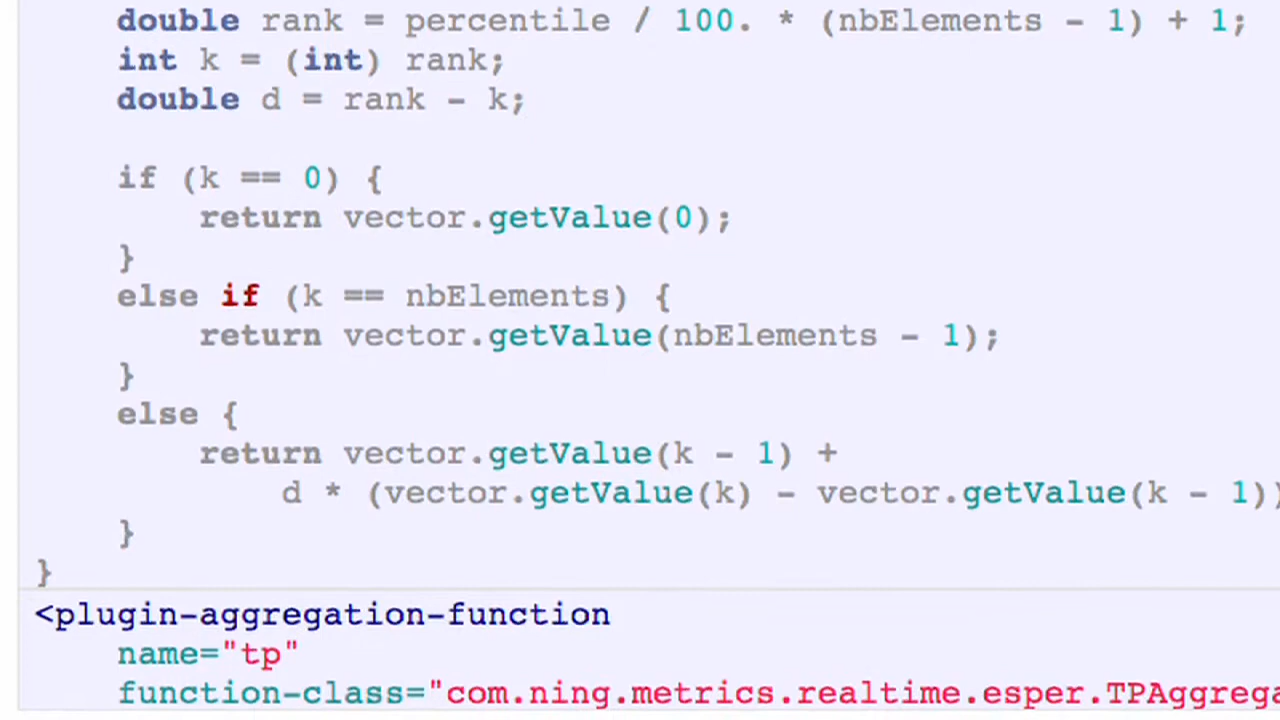 double rank = percentile / 100. * (nbElements - 1) + 1;
int k = (int) rank;
double d = rank - k;
if (k == 0) {
return vector.getValue(0);
}
else if (k == nbElements) {
return vector.getValue(nbElements - 1);
}
else {
return vector.getValue(k - 1) +
d * (vector.getValue(k) - vector.getValue(k - 1))
}
}
<plugin-aggregation-function
name="tp"
function-class="com.ning.metrics.realtime.esper.TPAggrega